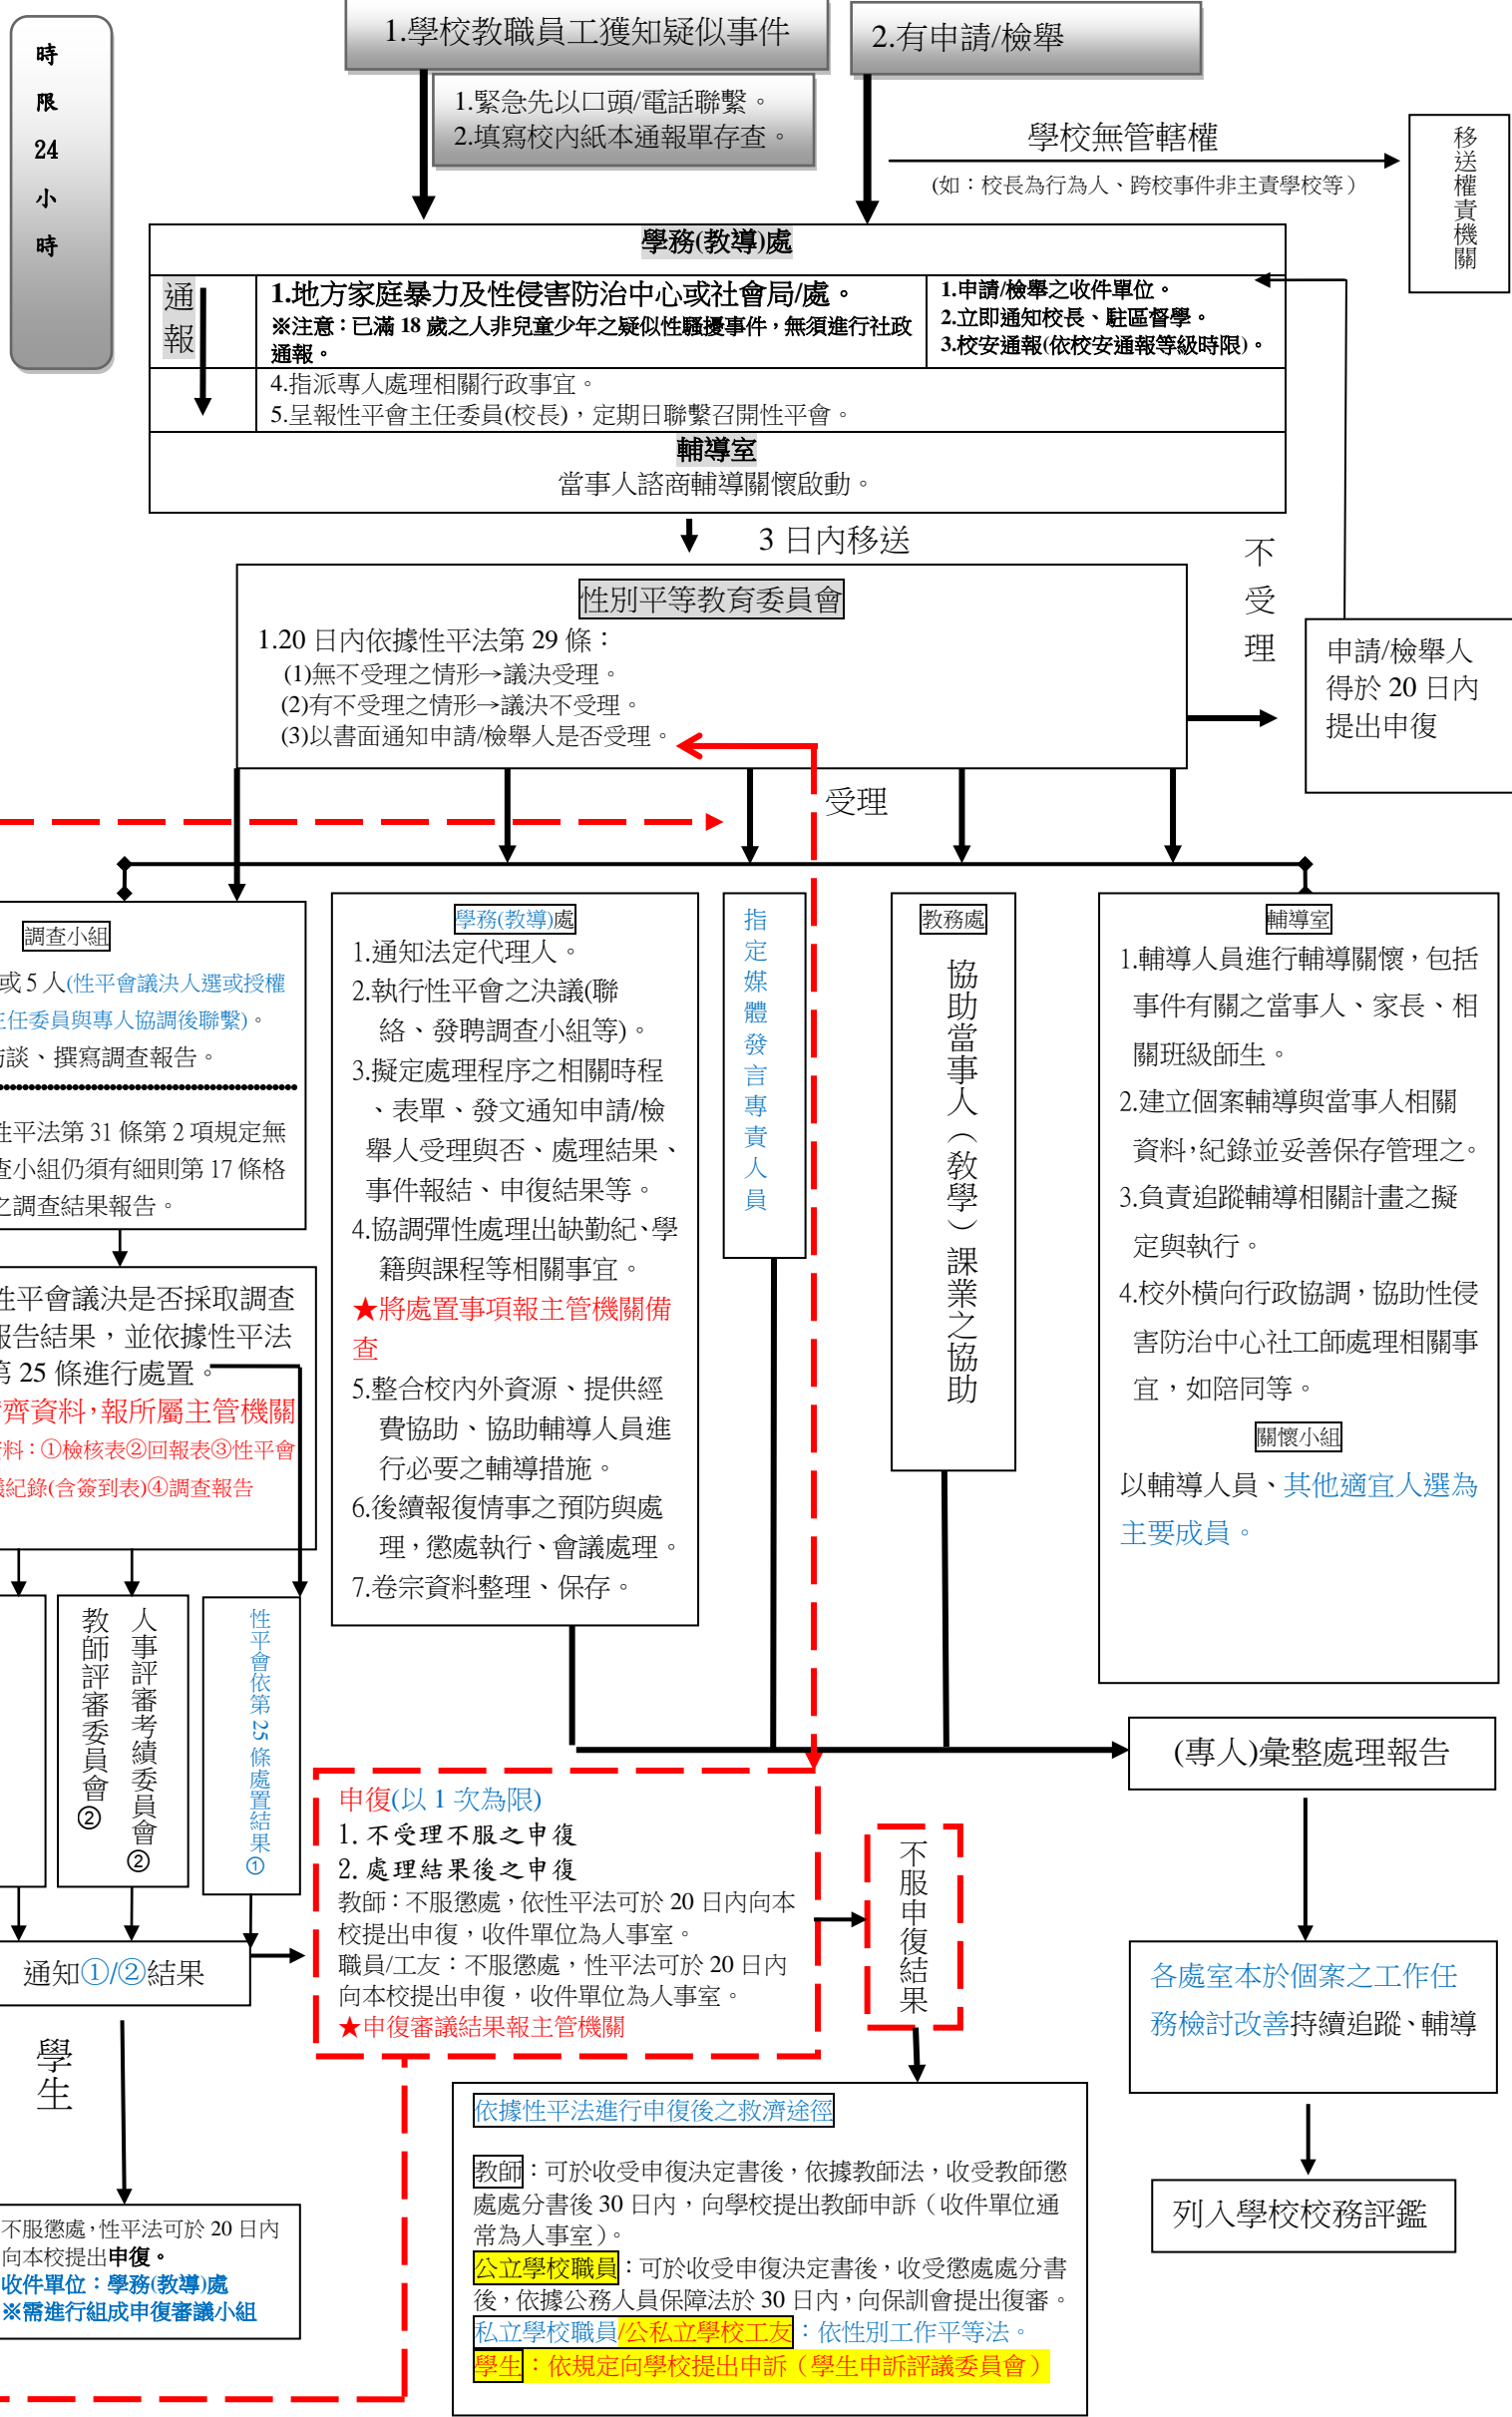 時
限
24
小
時
1.學校教職員工獲知疑似事件
2.有申請/檢舉
1.緊急先以口頭/電話聯繫。
2.填寫校內紙本通報單存查。
學校無管轄權
(如：校長為行為人、跨校事件非主責學校等）
移送權責機關
學務(教導)處
通
報
1.地方家庭暴力及性侵害防治中心或社會局/處。
※注意：已滿 18 歲之人非兒童少年之疑似性騷擾事件，無須進行社政
通報。
1.申請/檢舉之收件單位。
2.立即通知校長、駐區督學。
3.校安通報(依校安通報等級時限)。
4.指派專人處理相關行政事宜。
5.呈報性平會主任委員(校長)，定期日聯繫召開性平會。
輔導室
當事人諮商輔導關懷啟動。
3 日內移送
不
受
理
性別平等教育委員會
1.20 日內依據性平法第 29 條：
(1)無不受理之情形→議決受理。
(2)有不受理之情形→議決不受理。
(3)以書面通知申請/檢舉人是否受理。
申請/檢舉人
得於 20 日內
提出申復
受理
調查小組
或 5 人(性平會議決人選或授權
主任委員與專人協調後聯繫)。
訪談、撰寫調查報告。
性平法第 31 條第 2 項規定無
查小組仍須有細則第 17 條格
之調查結果報告。
學務(教導)處
1.通知法定代理人。
2.執行性平會之決議(聯
絡、發聘調查小組等)。
3.擬定處理程序之相關時程
、表單、發文通知申請/檢
舉人受理與否、處理結果、
事件報結、申復結果等。
4.協調彈性處理出缺勤紀、學
籍與課程等相關事宜。
★將處置事項報主管機關備
查
5.整合校內外資源、提供經
費協助、協助輔導人員進
行必要之輔導措施。
6.後續報復情事之預防與處
理，懲處執行、會議處理。
7.卷宗資料整理、保存。
指定媒體發言專責人員
教務處
協助當事人（教學）課業之協助
輔導室
1.輔導人員進行輔導關懷，包括
事件有關之當事人、家長、相
關班級師生。
2.建立個案輔導與當事人相關
資料，紀錄並妥善保存管理之。
3.負責追蹤輔導相關計畫之擬
定與執行。
4.校外橫向行政協調，協助性侵
害防治中心社工師處理相關事
宜，如陪同等。
關懷小組
以輔導人員、其他適宜人選為
主要成員。
性平會議決是否採取調查
報告結果，並依據性平法
第 25 條進行處置。
齊資料，報所屬主管機關
料：①檢核表②回報表③性平會
議紀錄(含簽到表)④調查報告
人事評審考績委員會②
教師評審委員會②
性平會依第 25 條處置結果①
通知①/②結果
學
生
不服懲處，性平法可於 20 日內
向本校提出申復。
收件單位：學務(教導)處
※需進行組成申復審議小組
申復(以 1 次為限)
1.不受理不服之申復
2.處理結果後之申復
教師：不服懲處，依性平法可於 20 日內向本
校提出申復，收件單位為人事室。
職員/工友：不服懲處，性平法可於 20 日內
向本校提出申復，收件單位為人事室。
★申復審議結果報主管機關
不服申復結果
依據性平法進行申復後之救濟途徑
教師：可於收受申復決定書後，依據教師法，收受教師懲
處處分書後 30 日內，向學校提出教師申訴（收件單位通
常為人事室）。
公立學校職員：可於收受申復決定書後，收受懲處處分書
後，依據公務人員保障法於 30 日內，向保訓會提出復審。
私立學校職員/公私立學校工友：依性別工作平等法。
學生：依規定向學校提出申訴（學生申訴評議委員會）
(專人)彙整處理報告
各處室本於個案之工作任
務檢討改善持續追蹤、輔導
列入學校校務評鑑